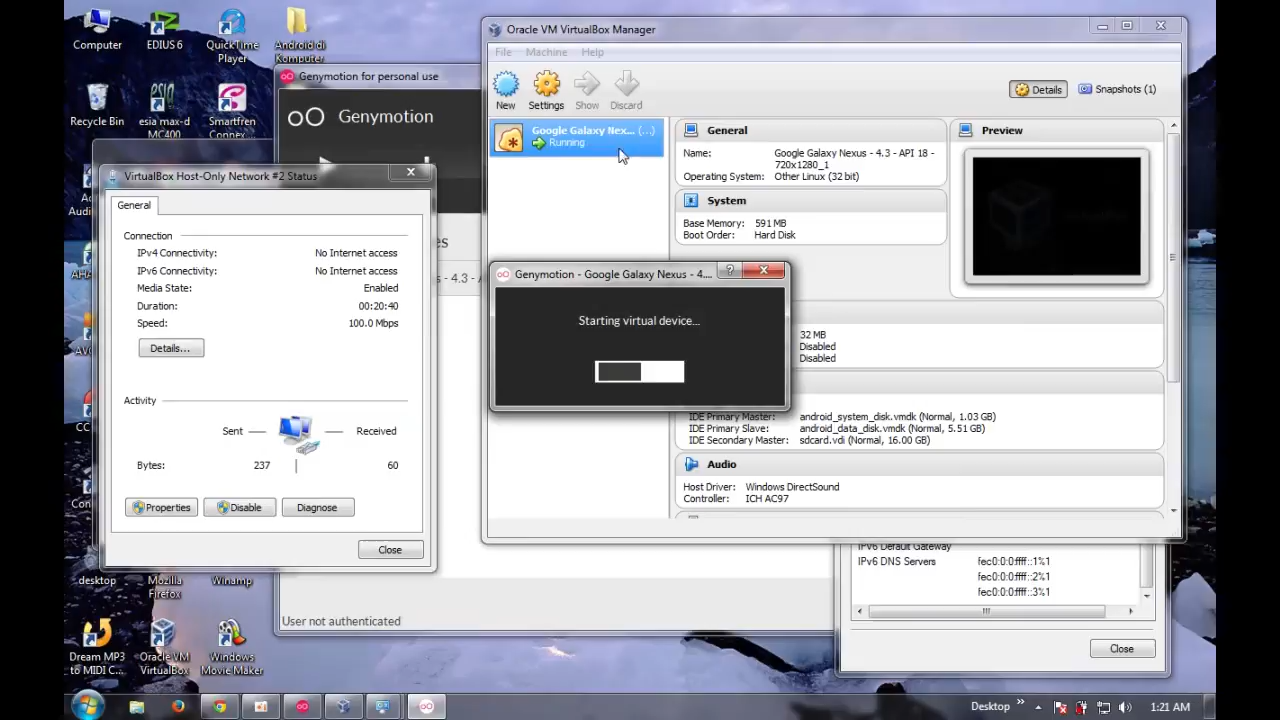 Computer
EDIUS 6
QuickTime
Player
Android di
Komputer
Recycle Bin
esia max-d
MC400
Smartfren
Connex...
desktop
Mozilla
Firefox
Winamp
Dream MP3
to MIDI C...
Oracle VM
VirtualBox
Windows
Movie Maker
Genymotion for personal use
Genymotion
User not authenticated
VirtualBox Host-Only Network #2 Status
General
Connection
IPv4 Connectivity: No Internet access
IPv6 Connectivity: No Internet access
Media State: Enabled
Duration: 00:20:40
Speed: 100.0 Mbps
Details...
Activity
Sent Received
Bytes: 237 60
Properties
Disable
Diagnose
Close
Oracle VM VirtualBox Manager
File Machine Help
New
Settings
Show
Discard
Details
Snapshots (1)
Google Galaxy Nex... (...)
Running
General
Name: Google Galaxy Nexus - 4.3 - API 18 -
720x1280_1
Operating System: Other Linux (32 bit)
Preview
System
Base Memory: 591 MB
Boot Order: Hard Disk
32 MB
Disabled
Disabled
IDE Primary Master: android_system_disk.vmdk (Normal, 1.03 GB)
IDE Primary Slave: android_data_disk.vmdk (Normal, 5.51 GB)
IDE Secondary Master: sdcard.vdi (Normal, 16.00 GB)
Audio
Host Driver: Windows DirectSound
Controller: ICH AC97
Genymotion - Google Galaxy Nexus - 4....
Starting virtual device...
IPv6 Default Gateway
IPv6 DNS Servers fec0:0:0:ffff::1%1
fec0:0:0:ffff::2%1
fec0:0:0:ffff::3%1
Close
Desktop
1:21 AM